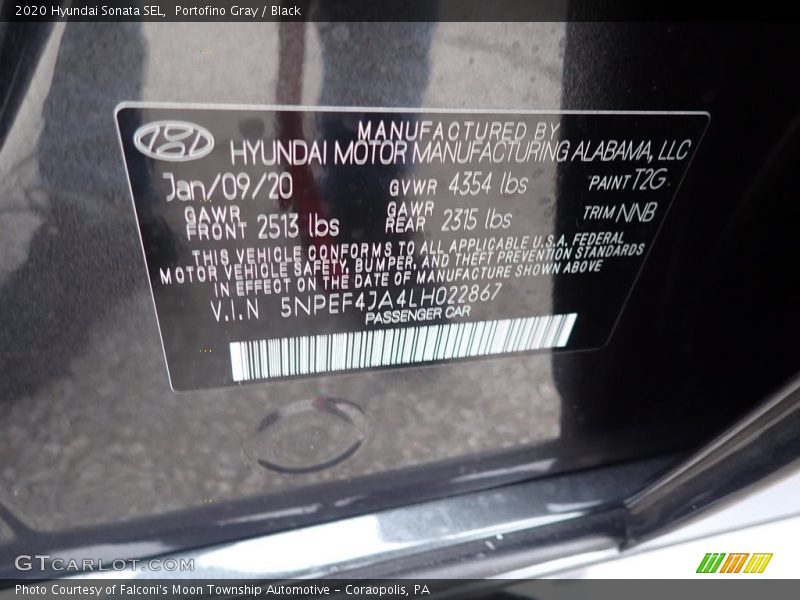 2020 Hyundai Sonata SEL, Portofino Gray / Black
MANUFACTURED BY
HYUNDAI MOTOR MANUFACTURING ALABAMA, LLC
Jan/09/20 GVWR 4354 lbs PAINT T2G
GAWR FRONT 2513 lbs GAWR REAR 2315 lbs TRIM NNB
THIS VEHICLE CONFORMS TO ALL APPLICABLE U.S.A. FEDERAL
MOTOR VEHICLE SAFETY, BUMPER, AND THEFT PREVENTION STANDARDS
IN EFFECT ON THE DATE OF MANUFACTURE SHOWN ABOVE
V.I.N 5NPEF4JA4LH022867
PASSENGER CAR
GTCARLOT.COM
Photo Courtesy of Falconi's Moon Township Automotive - Coraopolis, PA